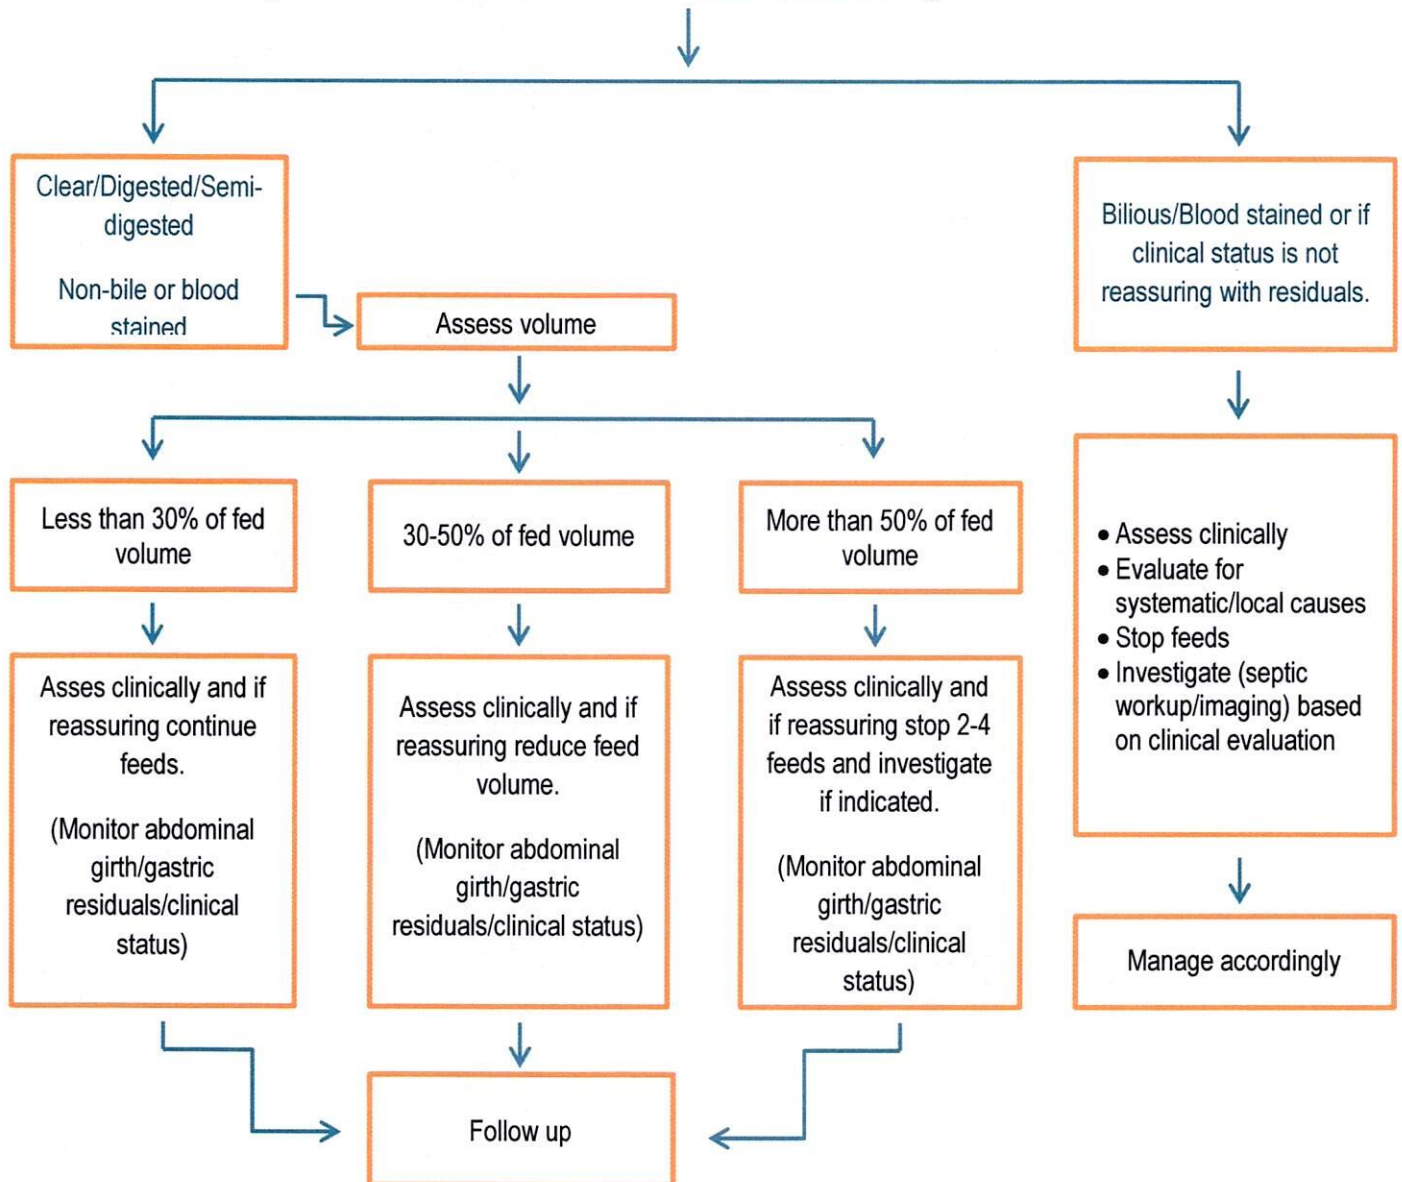 Clear/Digested/Semi-
digested
Non-bile or blood
stained
Bilious/Blood stained or if
clinical status is not
reassuring with residuals.
Assess volume
Less than 30% of fed
volume
30-50% of fed volume
More than 50% of fed
volume
• Assess clinically
• Evaluate for
systematic/local causes
• Stop feeds
• Investigate (septic
workup/imaging) based
on clinical evaluation
Asses clinically and if
reassuring continue
feeds.
(Monitor abdominal
girth/gastric
residuals/clinical
status)
Assess clinically and if
reassuring reduce feed
volume.
(Monitor abdominal
girth/gastric
residuals/clinical status)
Assess clinically and
if reassuring stop 2-4
feeds and investigate
if indicated.
(Monitor abdominal
girth/gastric
residuals/clinical
status)
Manage accordingly
Follow up